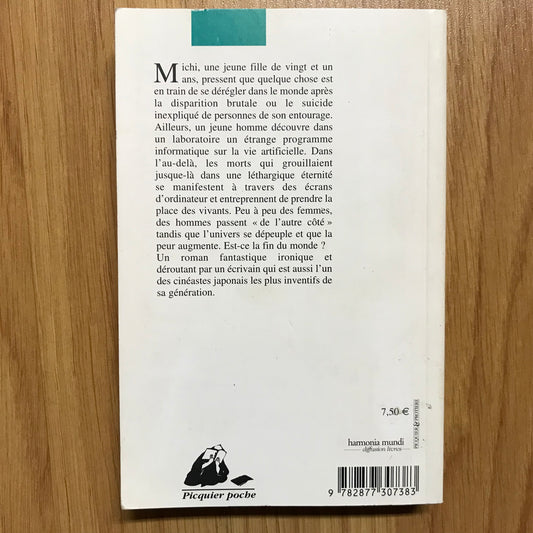 Michi, une jeune fille de vingt et un
ans, pressent que quelque chose est
en train de se dérégler dans le monde après
la disparition brutale ou le suicide
inexpliqué de personnes de son entourage.
Ailleurs, un jeune homme découvre dans
un laboratoire un étrange programme
informatique sur la vie artificielle. Dans
l'au-delà, les morts qui grouillaient
jusque-là dans une léthargique éternité
se manifestent à travers des écrans
d'ordinateur et entreprennent de prendre la
place des vivants. Peu à peu des femmes,
des hommes passent « de l'autre côté »
tandis que l'univers se dépeuple et que la
peur augmente. Est-ce la fin du monde ?
Un roman fantastique ironique et
déroutant par un écrivain qui est aussi l'un
des cinéastes japonais les plus inventifs de
sa génération.
7,50 €
PICQUIER & PROTIÈRE
harmonia mundi
diffusion livres
Picquier poche
9 782877 307383